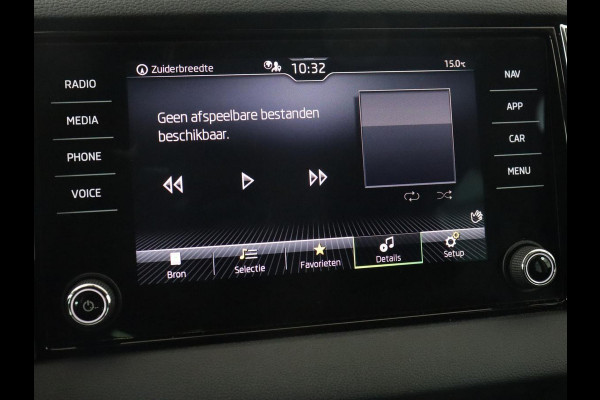 Zuiderbreedte 10:32 15.0°C
RADIO
MEDIA
PHONE
VOICE
Geen afspeelbare bestanden
beschikbaar.
NAV
APP
CAR
MENU
Bron Selectie Favorieten Details Setup